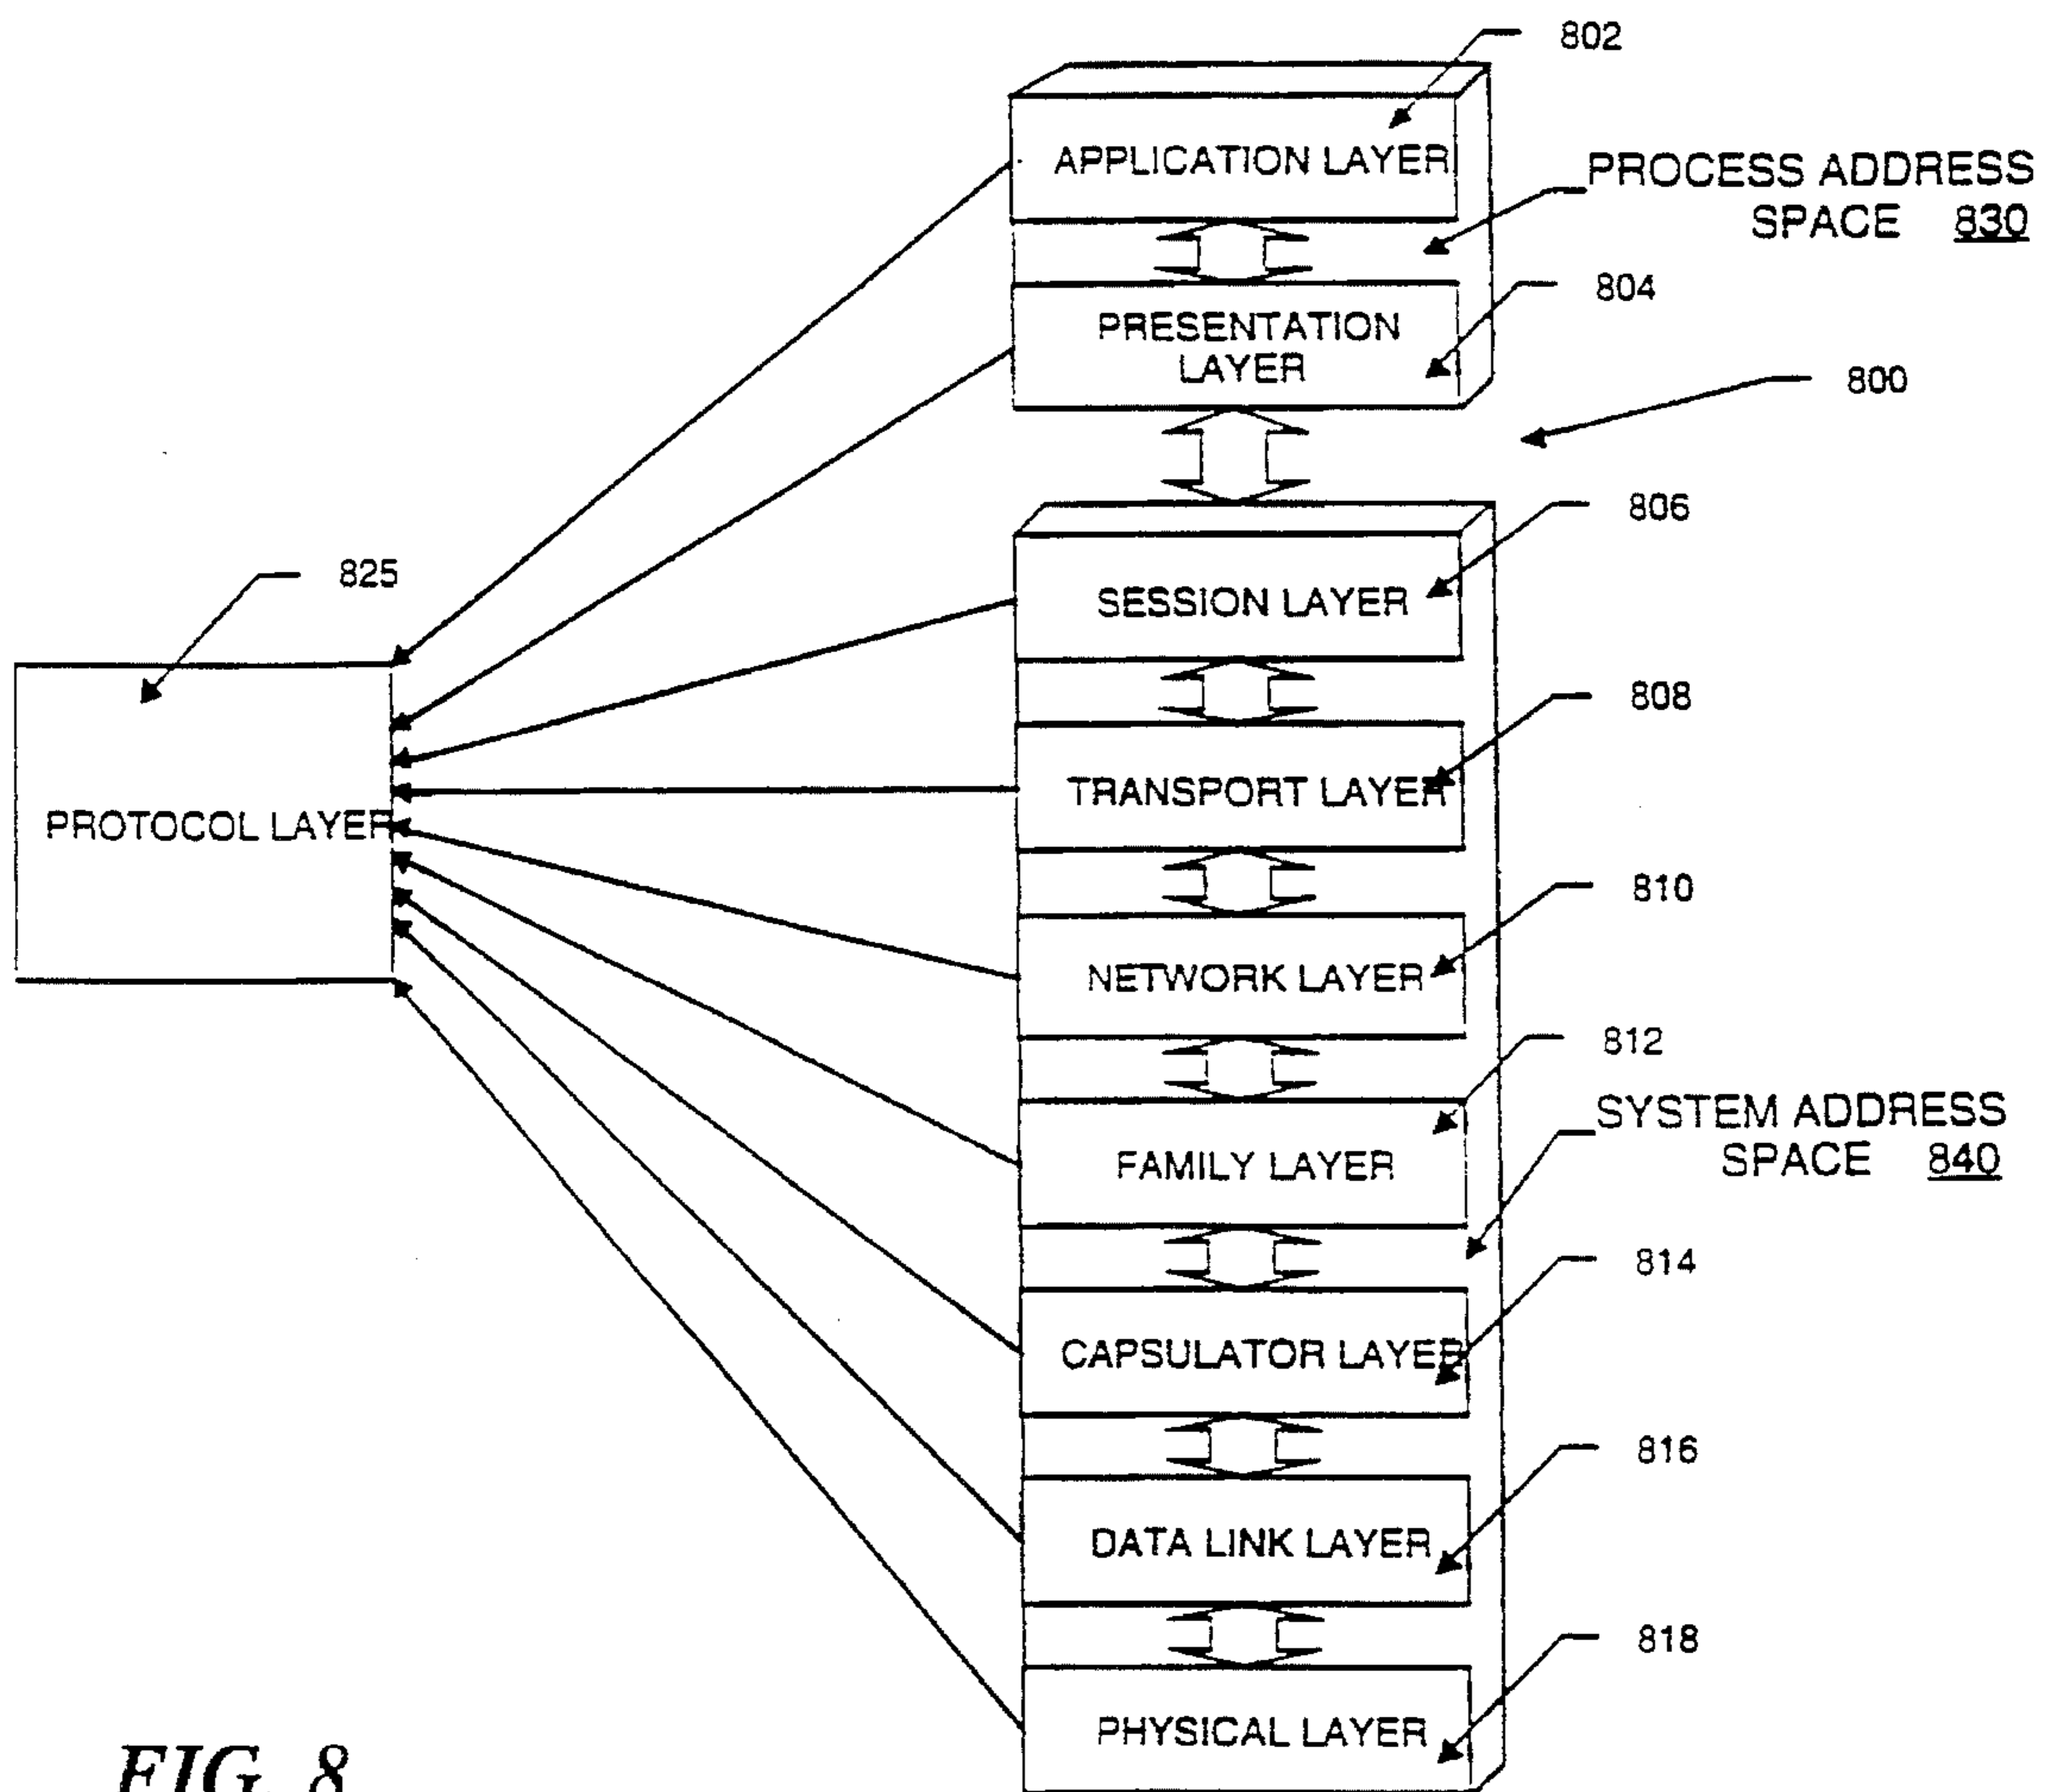 802
APPLICATION LAYER
PROCESS ADDRESS
SPACE 830
804
PRESENTATION
LAYER
800
806
SESSION LAYER
825
808
TRANSPORT LAYER
PROTOCOL LAYER
810
NETWORK LAYER
812
SYSTEM ADDRESS
SPACE 840
FAMILY LAYER
814
CAPSULATOR LAYER
816
DATA LINK LAYER
818
PHYSICAL LAYER
FIG. 8